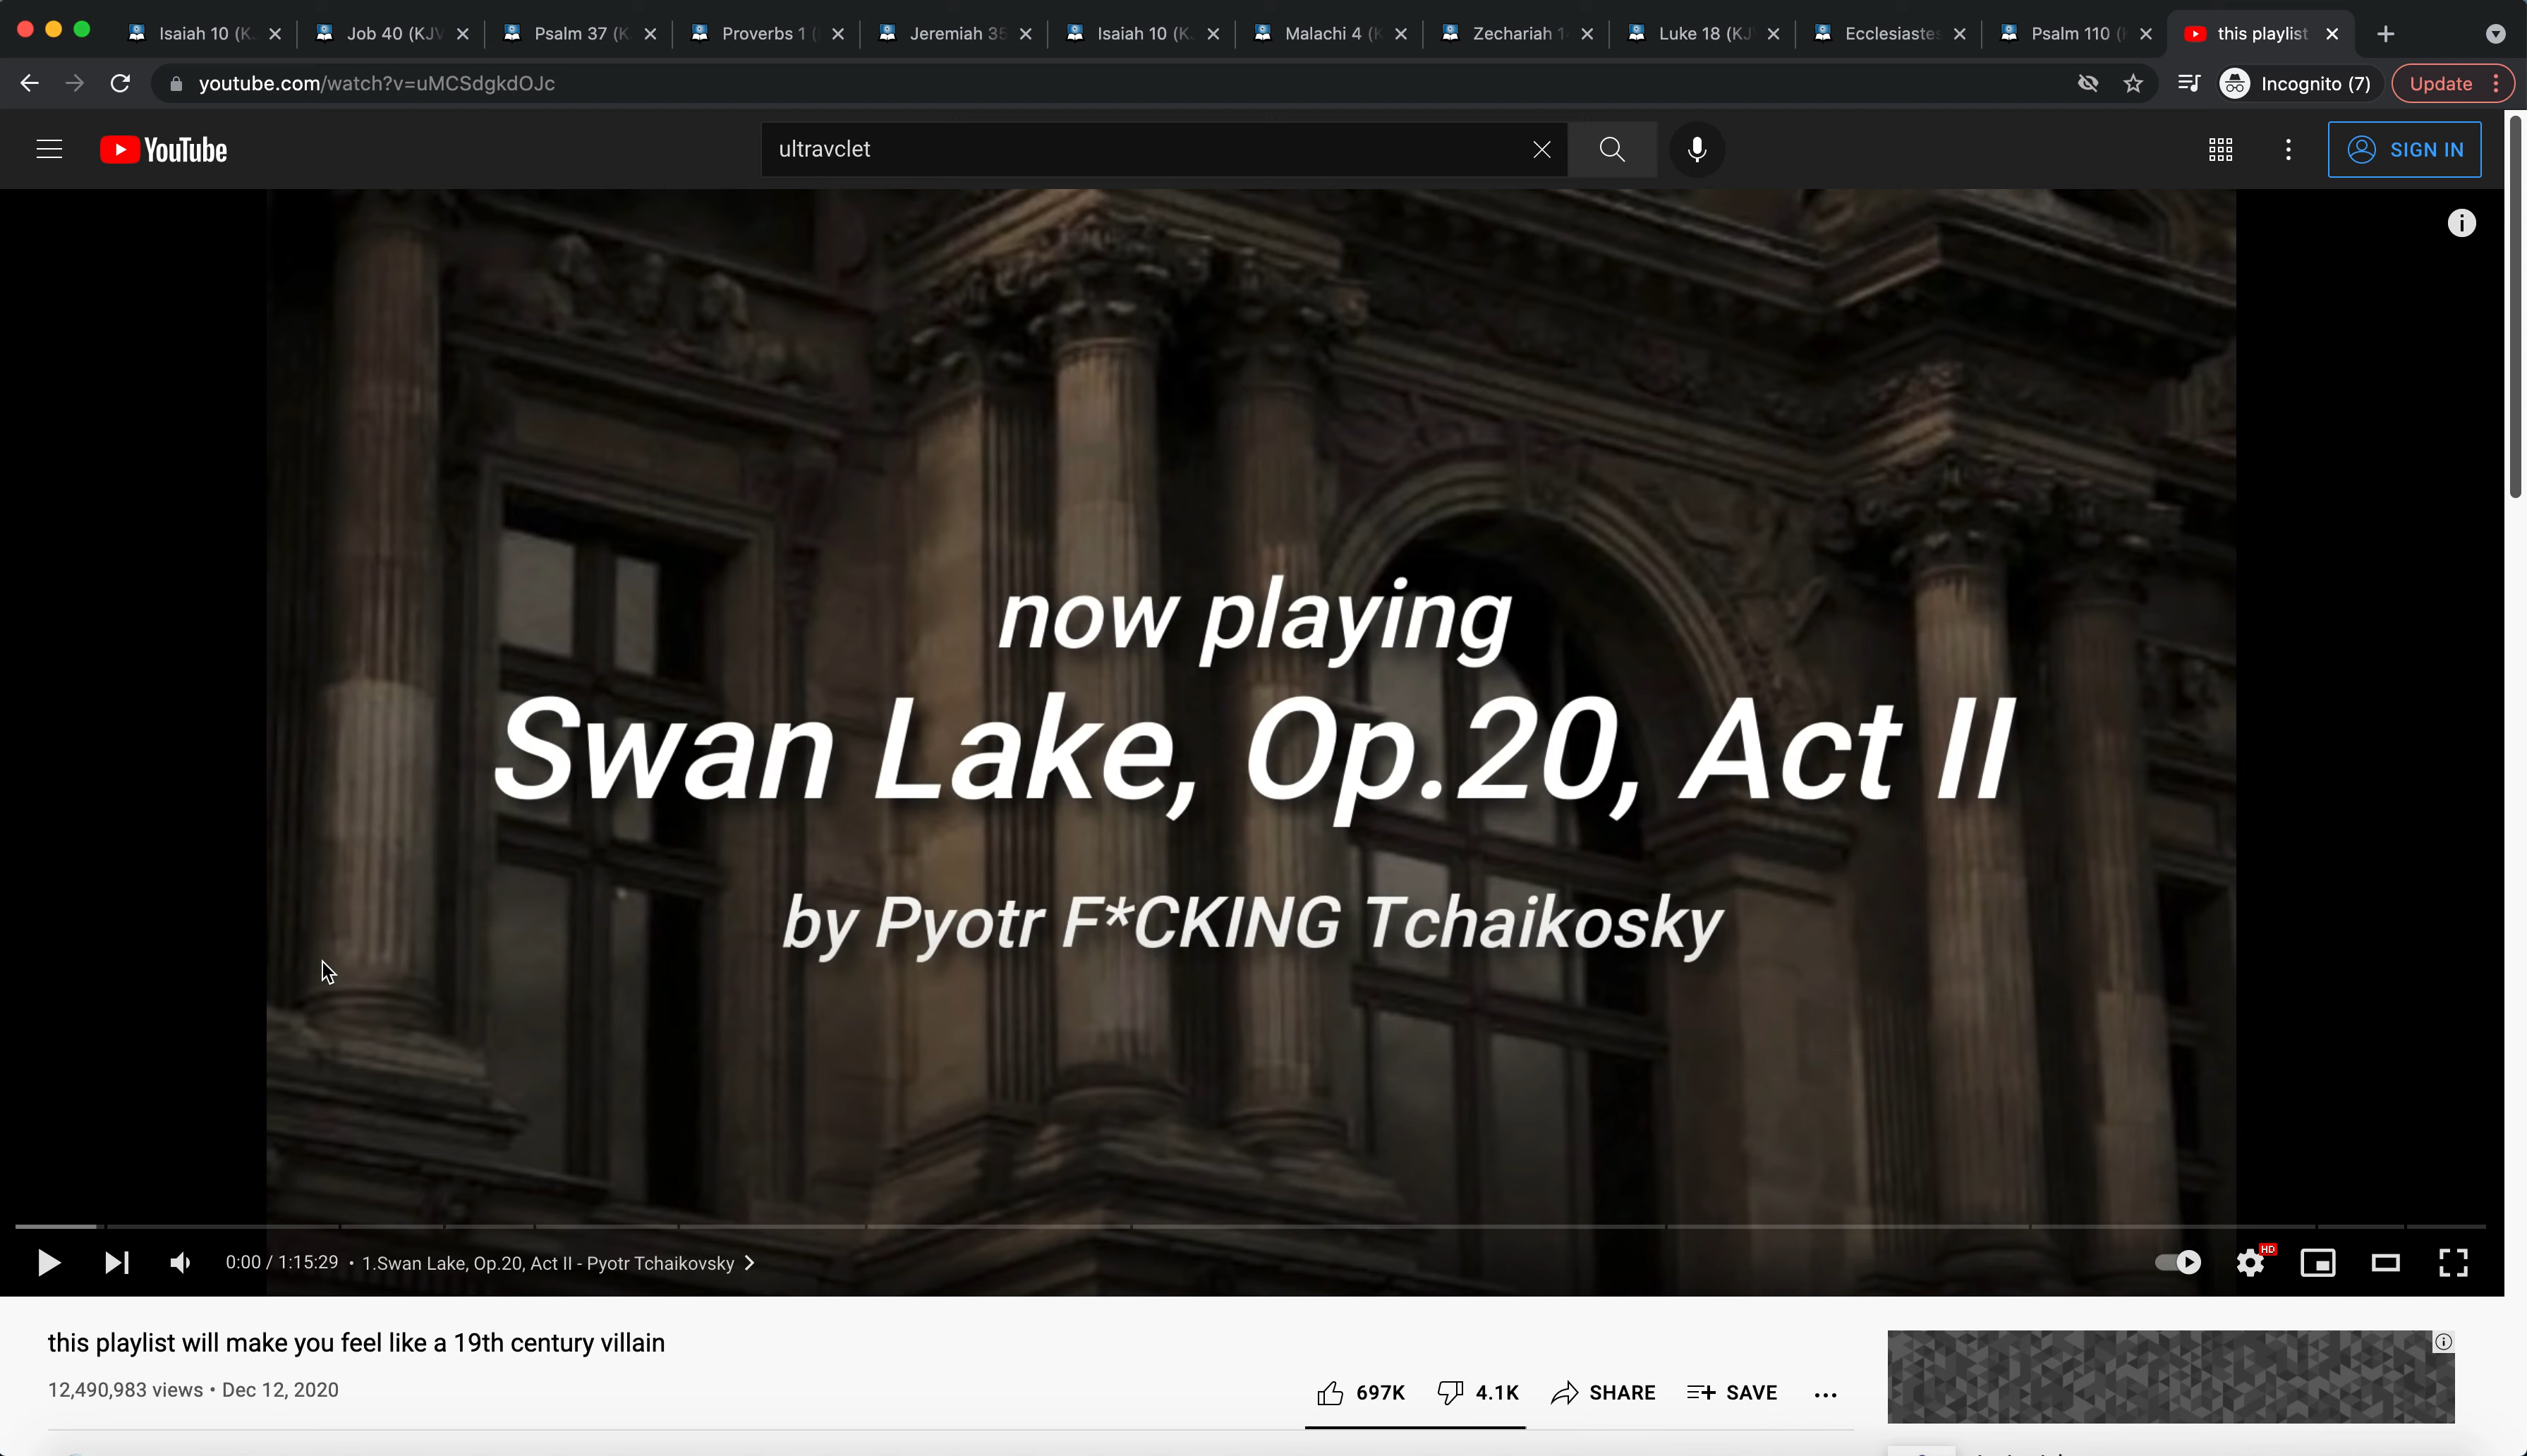 Isaiah 10 (K
Job 40 (KJV
Psalm 37 (K
Proverbs 1 (
Jeremiah 35
Isaiah 10 (K
Malachi 4 (K
Zechariah 1
Luke 18 (KJ
Ecclesiastes
Psalm 110 (
this playlist
youtube.com/watch?v=uMCSdgkdOJc
Incognito (7)
Update
YouTube
ultravclet
SIGN IN
now playing
Swan Lake, Op.20, Act II
by Pyotr F*CKING Tchaikosky
0:00 / 1:15:29 • 1.Swan Lake, Op.20, Act II - Pyotr Tchaikovsky
HD
this playlist will make you feel like a 19th century villain
12,490,983 views • Dec 12, 2020
697K
4.1K
SHARE
SAVE